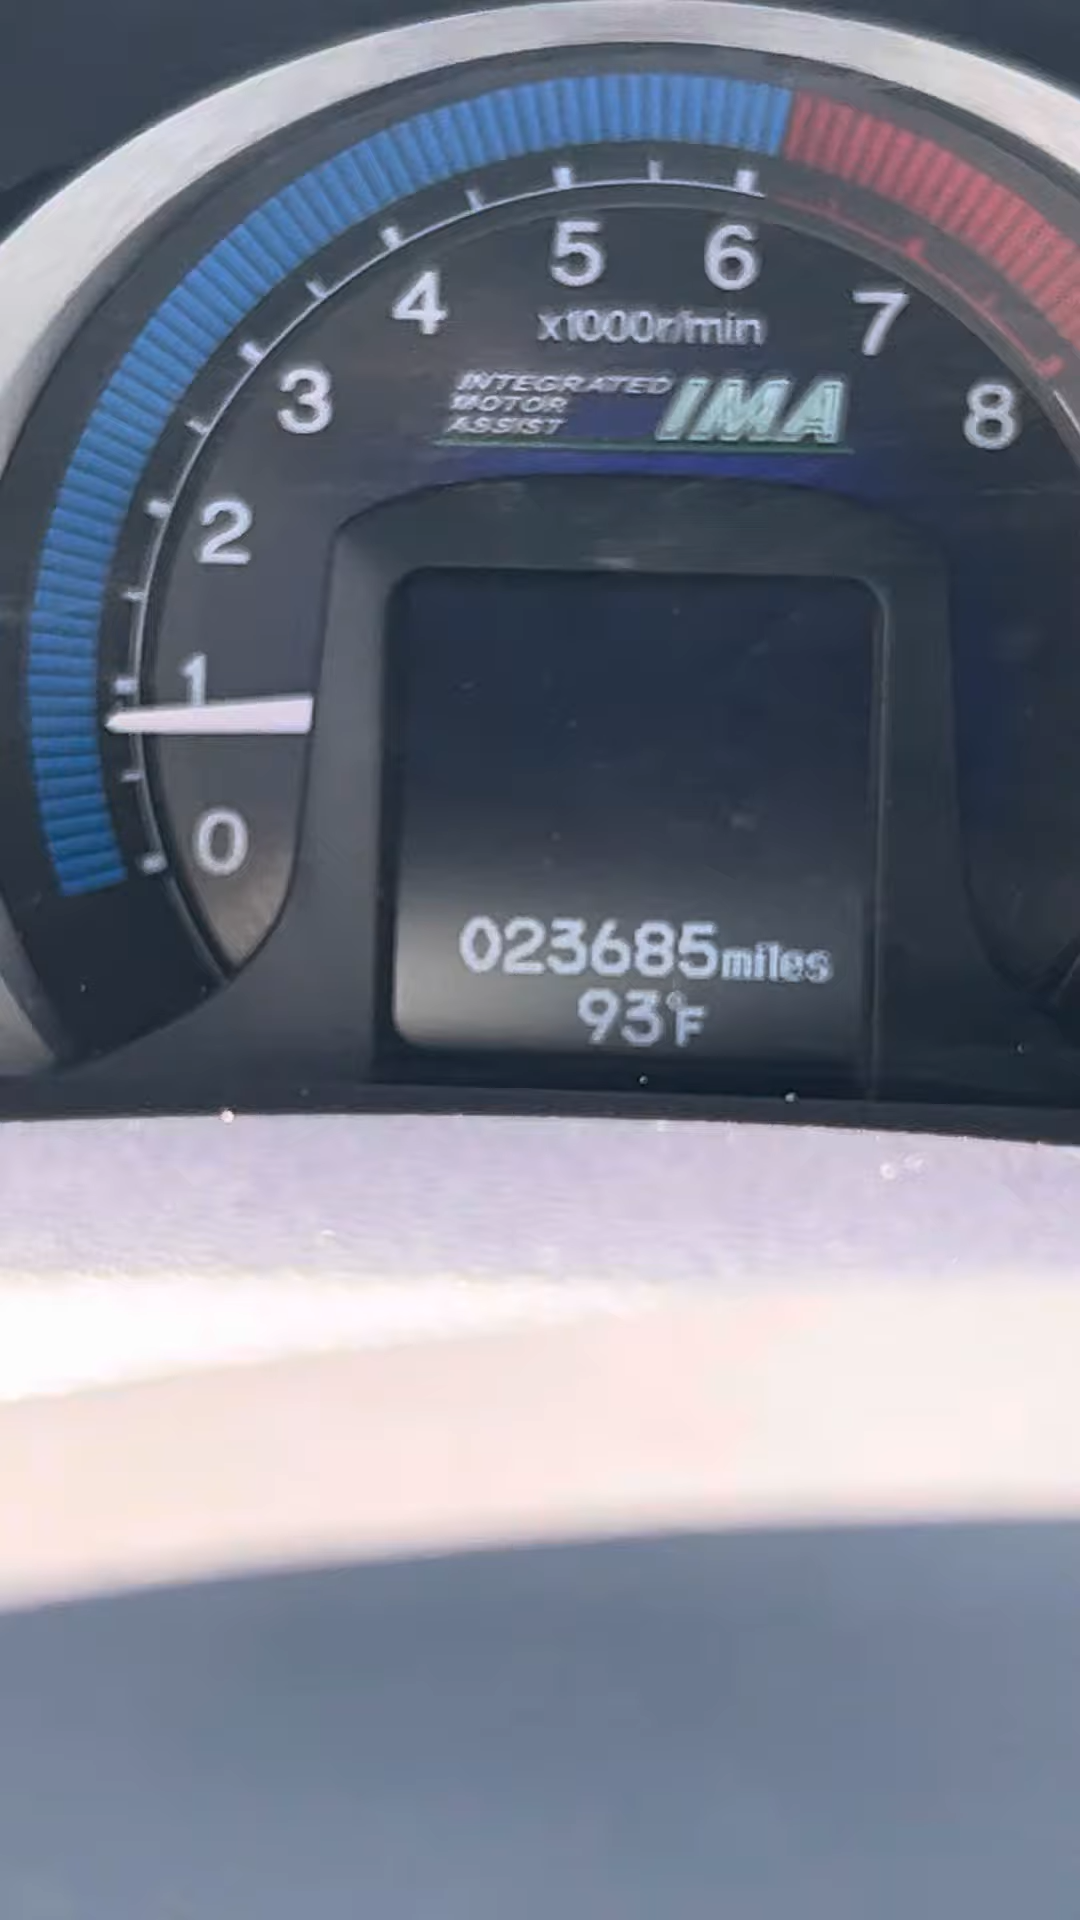 5 6
4 7
x1000r/min
3 8
INTEGRATED
MOTOR
ASSIST
IMA
2
1
0
023685miles
93°F